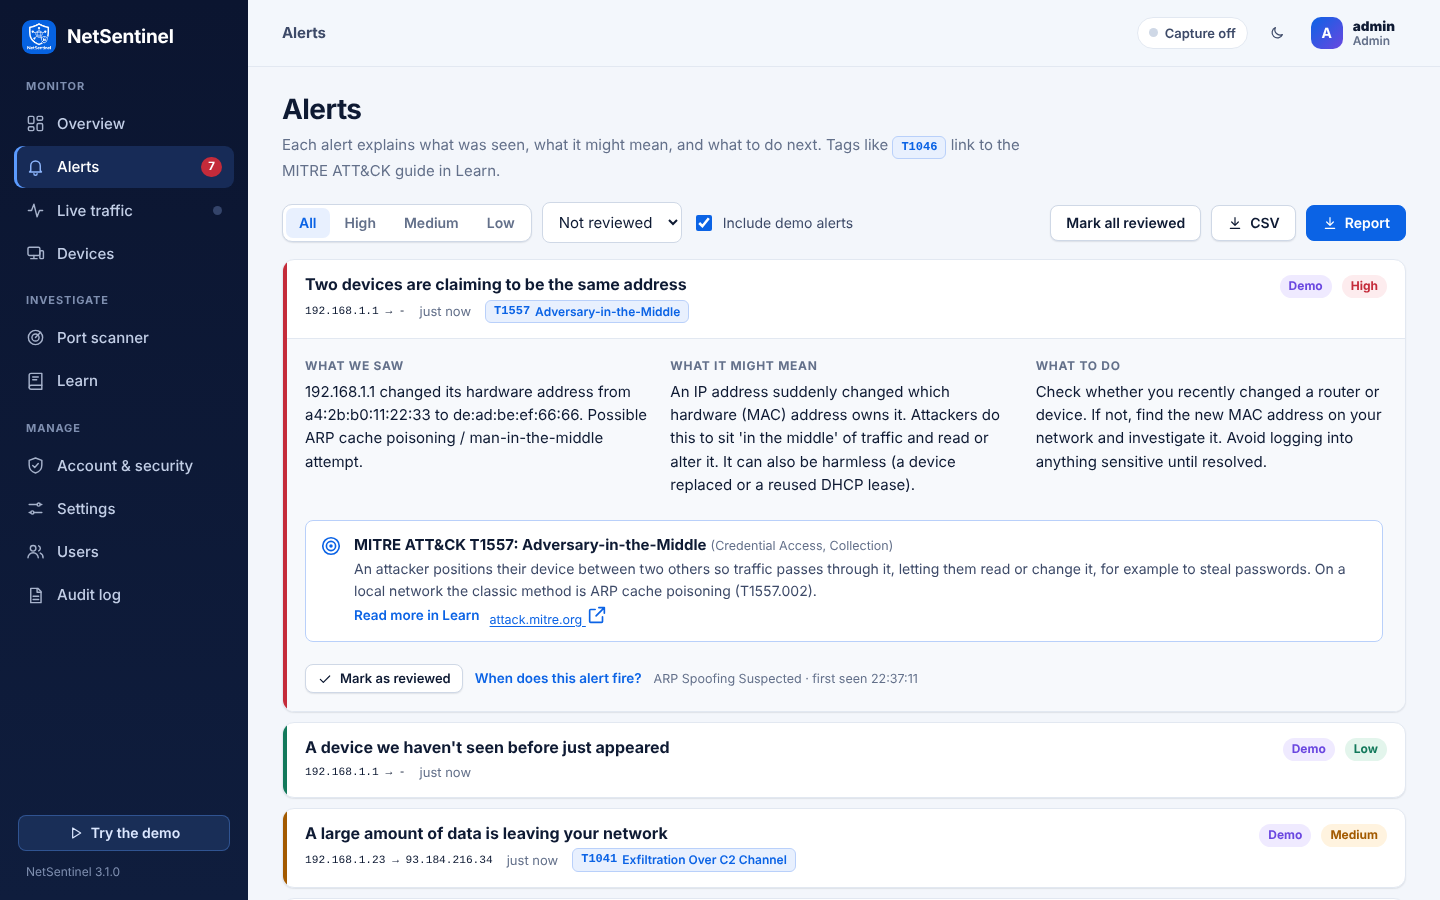 NetSentinel
NetSentinel
MONITOR
Overview
Alerts
7
Live traffic
Devices
INVESTIGATE
Port scanner
Learn
MANAGE
Account & security
Settings
Users
Audit log
Try the demo
NetSentinel 3.1.0
Alerts
Capture off
A
admin
Admin
Alerts
Each alert explains what was seen, what it might mean, and what to do next. Tags like T1046 link to the
MITRE ATT&CK guide in Learn.
All High Medium Low
Not reviewed
Include demo alerts
Mark all reviewed
CSV
Report
Two devices are claiming to be the same address
Demo High
192.168.1.1 → - just now T1557 Adversary-in-the-Middle
WHAT WE SAW
192.168.1.1 changed its hardware address from
a4:2b:b0:11:22:33 to de:ad:be:ef:66:66. Possible
ARP cache poisoning / man-in-the-middle
attempt.
WHAT IT MIGHT MEAN
An IP address suddenly changed which
hardware (MAC) address owns it. Attackers do
this to sit 'in the middle' of traffic and read or
alter it. It can also be harmless (a device
replaced or a reused DHCP lease).
WHAT TO DO
Check whether you recently changed a router or
device. If not, find the new MAC address on your
network and investigate it. Avoid logging into
anything sensitive until resolved.
MITRE ATT&CK T1557: Adversary-in-the-Middle (Credential Access, Collection)
An attacker positions their device between two others so traffic passes through it, letting them read or change it, for example to steal passwords. On a
local network the classic method is ARP cache poisoning (T1557.002).
Read more in Learn attack.mitre.org
Mark as reviewed When does this alert fire? ARP Spoofing Suspected · first seen 22:37:11
A device we haven't seen before just appeared
Demo Low
192.168.1.1 → - just now
A large amount of data is leaving your network
Demo Medium
192.168.1.23 → 93.184.216.34 just now T1041 Exfiltration Over C2 Channel